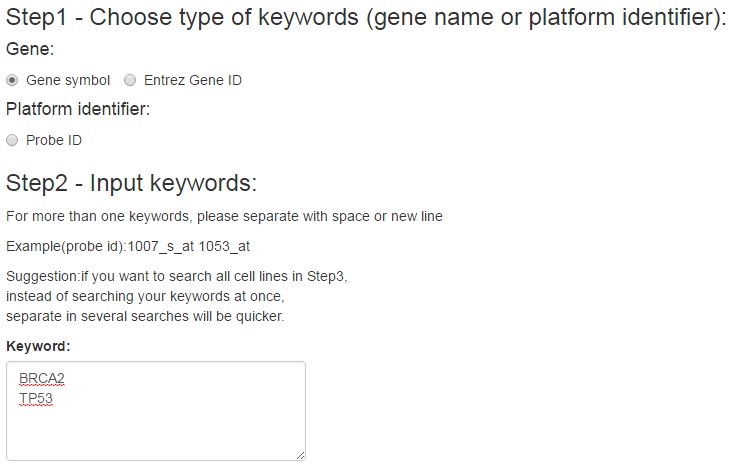 Step1 - Choose type of keywords (gene name or platform identifier):
Gene:
Gene symbol Entrez Gene ID
Platform identifier:
Probe ID
Step2 - Input keywords:
For more than one keywords, please separate with space or new line
Example(probe id):1007_s_at 1053_at
Suggestion:if you want to search all cell lines in Step3,
instead of searching your keywords at once,
separate in several searches will be quicker.
Keyword:
BRCA2
TP53